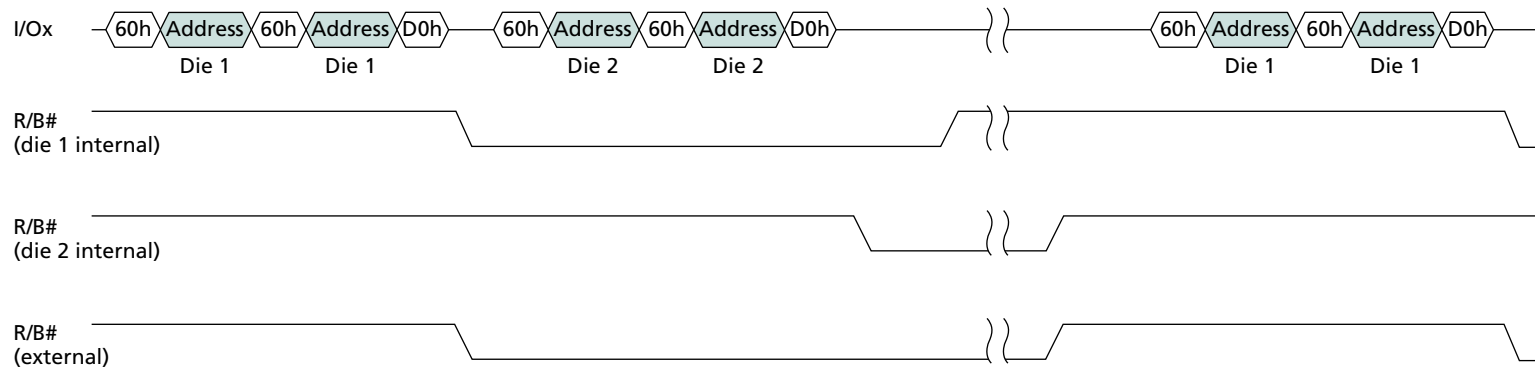 I/Ox 60h Address 60h Address D0h 60h Address 60h Address D0h 60h Address 60h Address D0h
Die 1 Die 1 Die 2 Die 2 Die 1 Die 1
R/B#
(die 1 internal)
R/B#
(die 2 internal)
R/B#
(external)